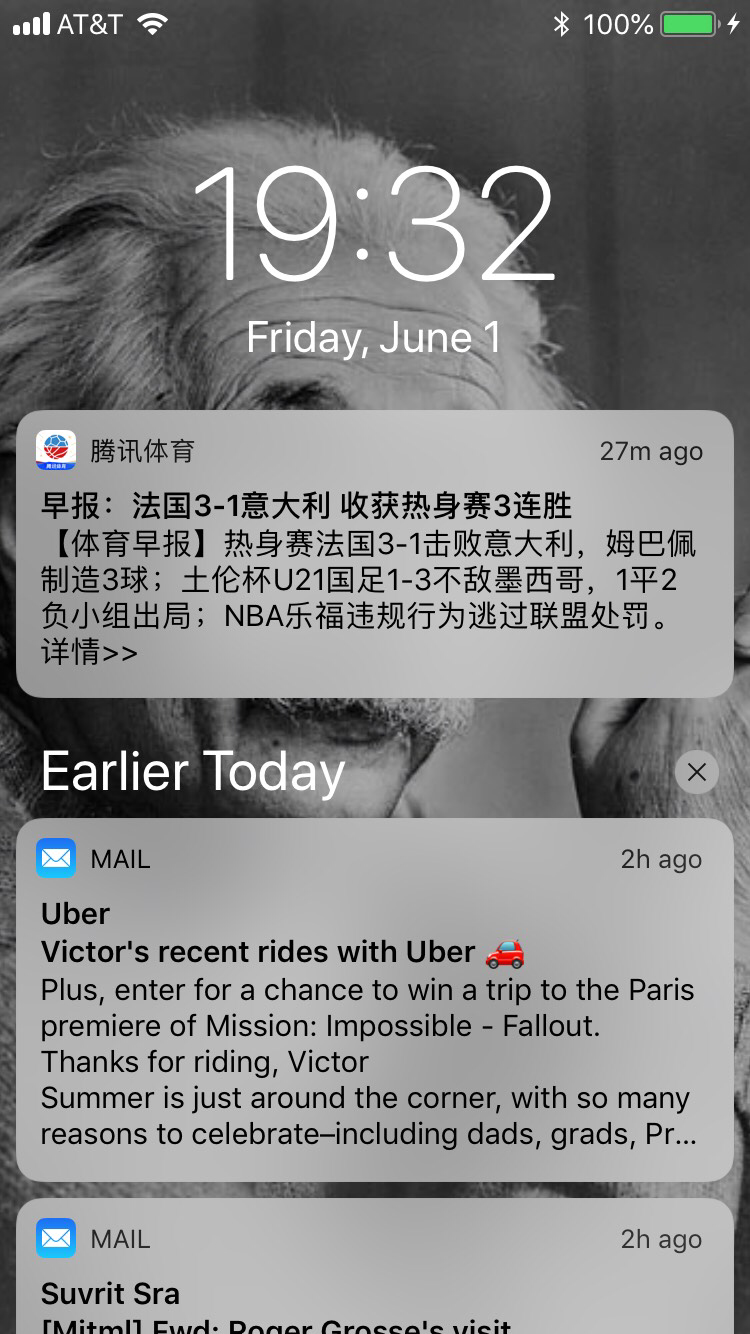 AT&T 100%
19:32
Friday, June 1
腾讯体育 27m ago
早报：法国3-1意大利 收获热身赛3连胜
【体育早报】热身赛法国3-1击败意大利，姆巴佩
制造3球；土伦杯U21国足1-3不敌墨西哥，1平2
负小组出局；NBA乐福违规行为逃过联盟处罚。
详情>>
Earlier Today
MAIL 2h ago
Uber
Victor's recent rides with Uber 🚗
Plus, enter for a chance to win a trip to the Paris
premiere of Mission: Impossible - Fallout.
Thanks for riding, Victor
Summer is just around the corner, with so many
reasons to celebrate–including dads, grads, Pr...
MAIL 2h ago
Suvrit Sra
[Mitml] Fwd: Roger Grosse's visit